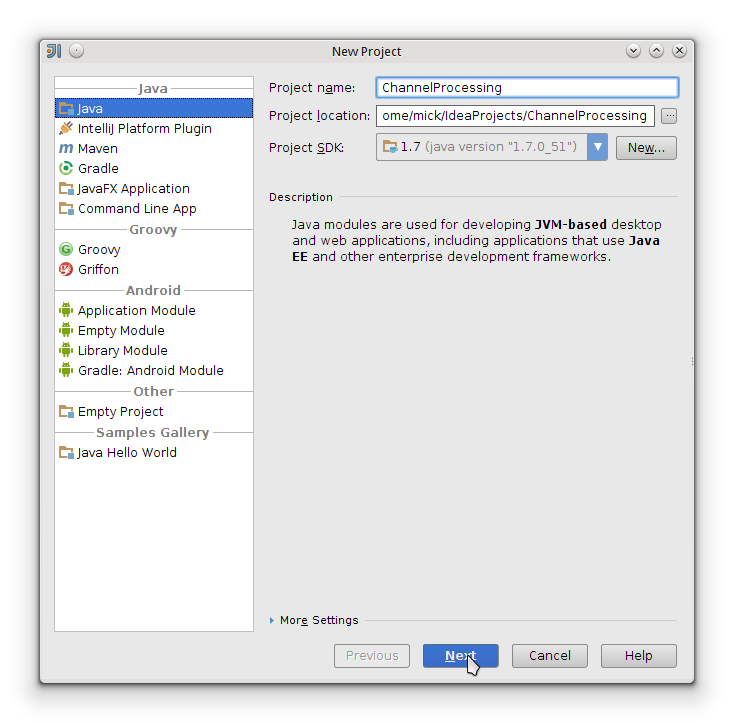 New Project
Java
Java
IntelliJ Platform Plugin
Maven
Gradle
JavaFX Application
Command Line App
Groovy
Groovy
Griffon
Android
Application Module
Empty Module
Library Module
Gradle: Android Module
Other
Empty Project
Samples Gallery
Java Hello World
Project name: ChannelProcessing
Project location: ome/mick/IdeaProjects/ChannelProcessing ...
Project SDK: 1.7 (java version "1.7.0_51") New...
Description
Java modules are used for developing JVM-based desktop
and web applications, including applications that use Java
EE and other enterprise development frameworks.
More Settings
Previous Next Cancel Help